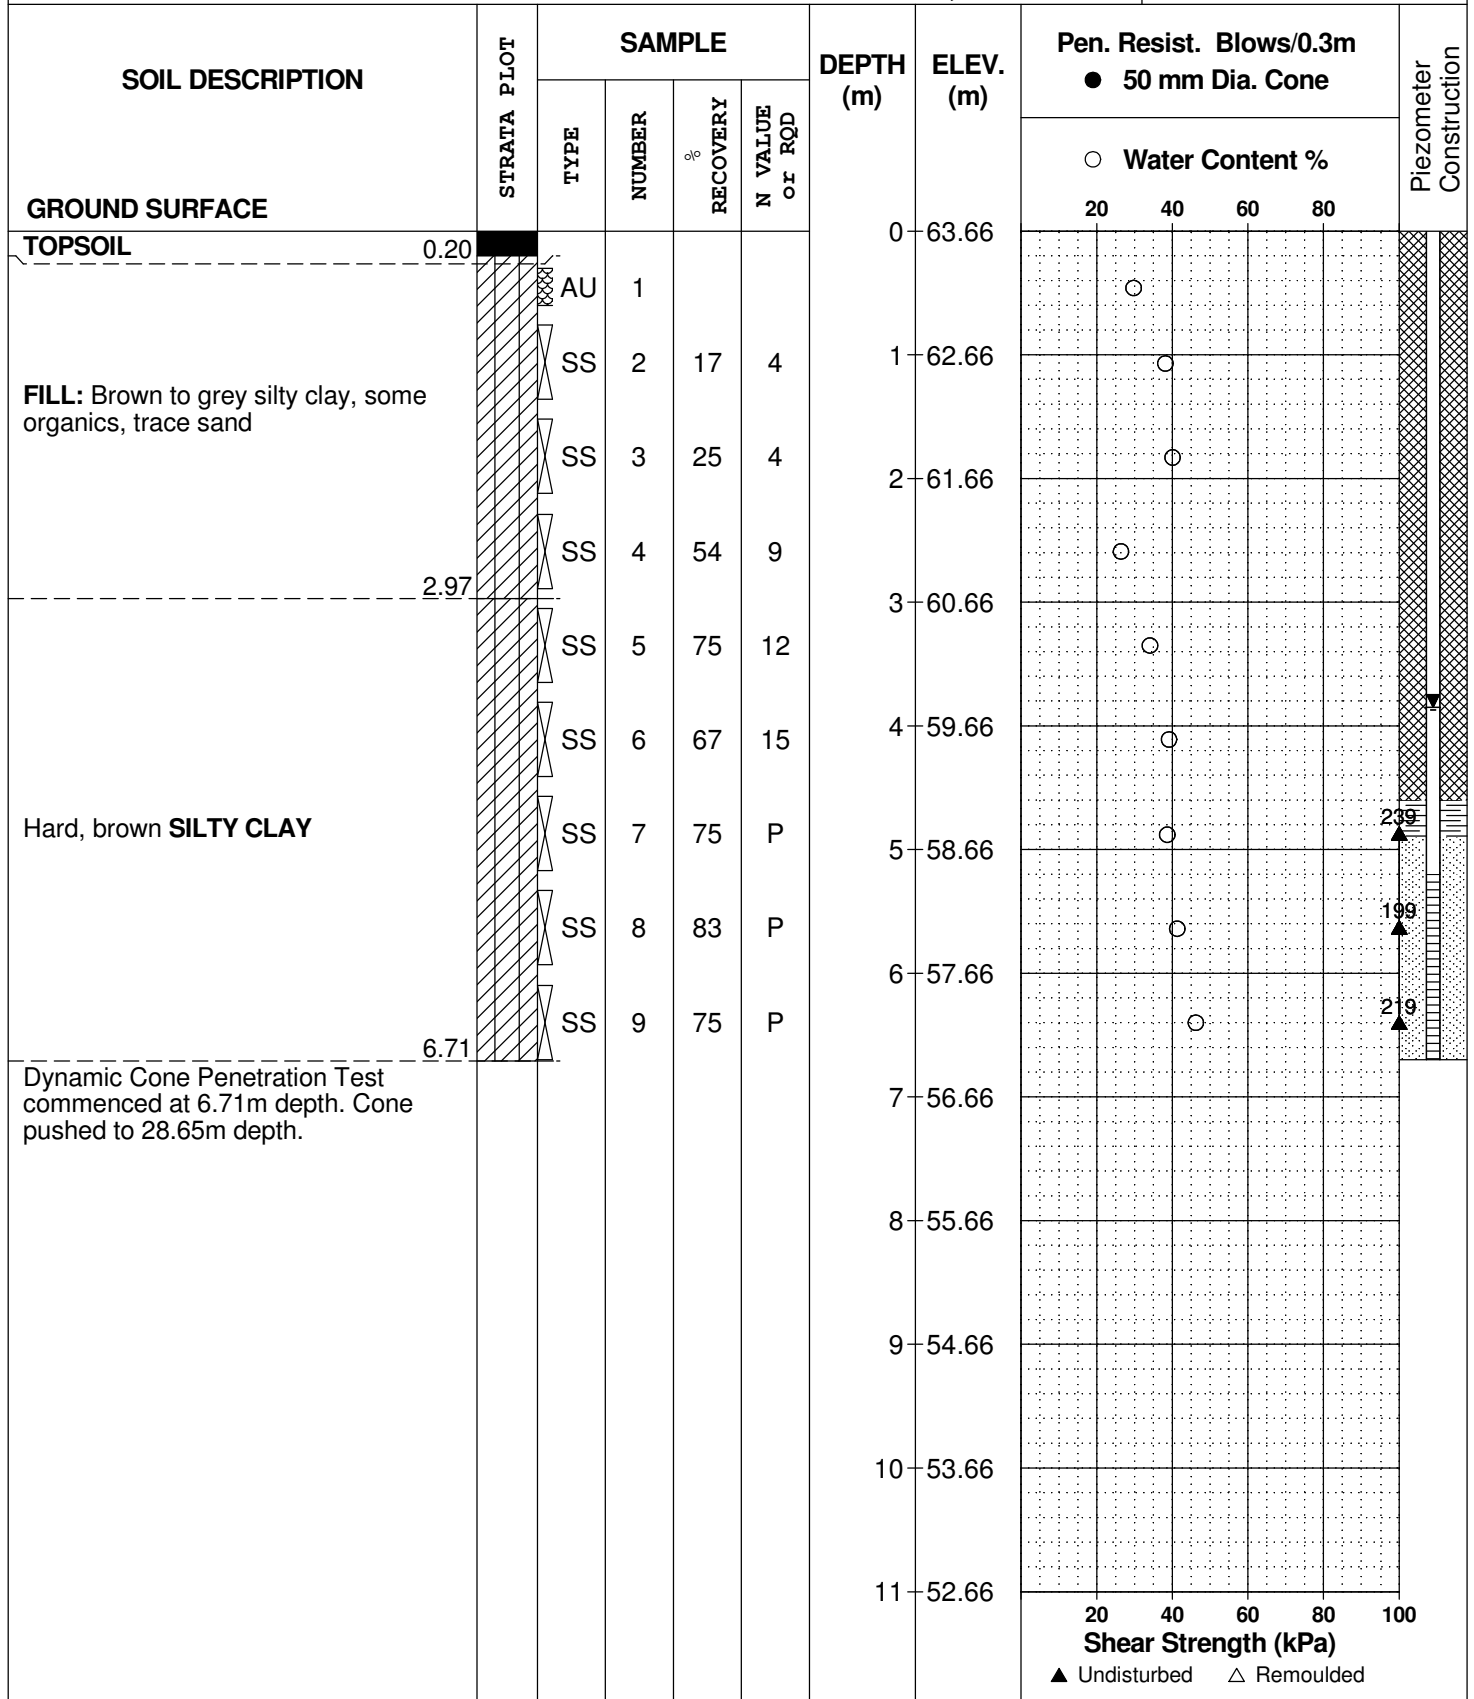 SOIL DESCRIPTION
GROUND SURFACE
STRATA PLOT
SAMPLE
TYPE
NUMBER
%
RECOVERY
N VALUE
or RQD
DEPTH
(m)
ELEV.
(m)
Pen. Resist. Blows/0.3m
● 50 mm Dia. Cone
○ Water Content %
20 40 60 80
Piezometer
Construction
TOPSOIL 0.20
0 63.66
AU 1
SS 2 17 4
1 62.66
FILL: Brown to grey silty clay, some
organics, trace sand
SS 3 25 4
2 61.66
SS 4 54 9
2.97
3 60.66
SS 5 75 12
4 59.66
SS 6 67 15
Hard, brown SILTY CLAY
SS 7 75 P
239
5 58.66
SS 8 83 P
199
6 57.66
SS 9 75 P
219
6.71
Dynamic Cone Penetration Test
commenced at 6.71m depth. Cone
pushed to 28.65m depth.
7 56.66
8 55.66
9 54.66
10 53.66
11 52.66
20 40 60 80 100
Shear Strength (kPa)
▲ Undisturbed △ Remoulded